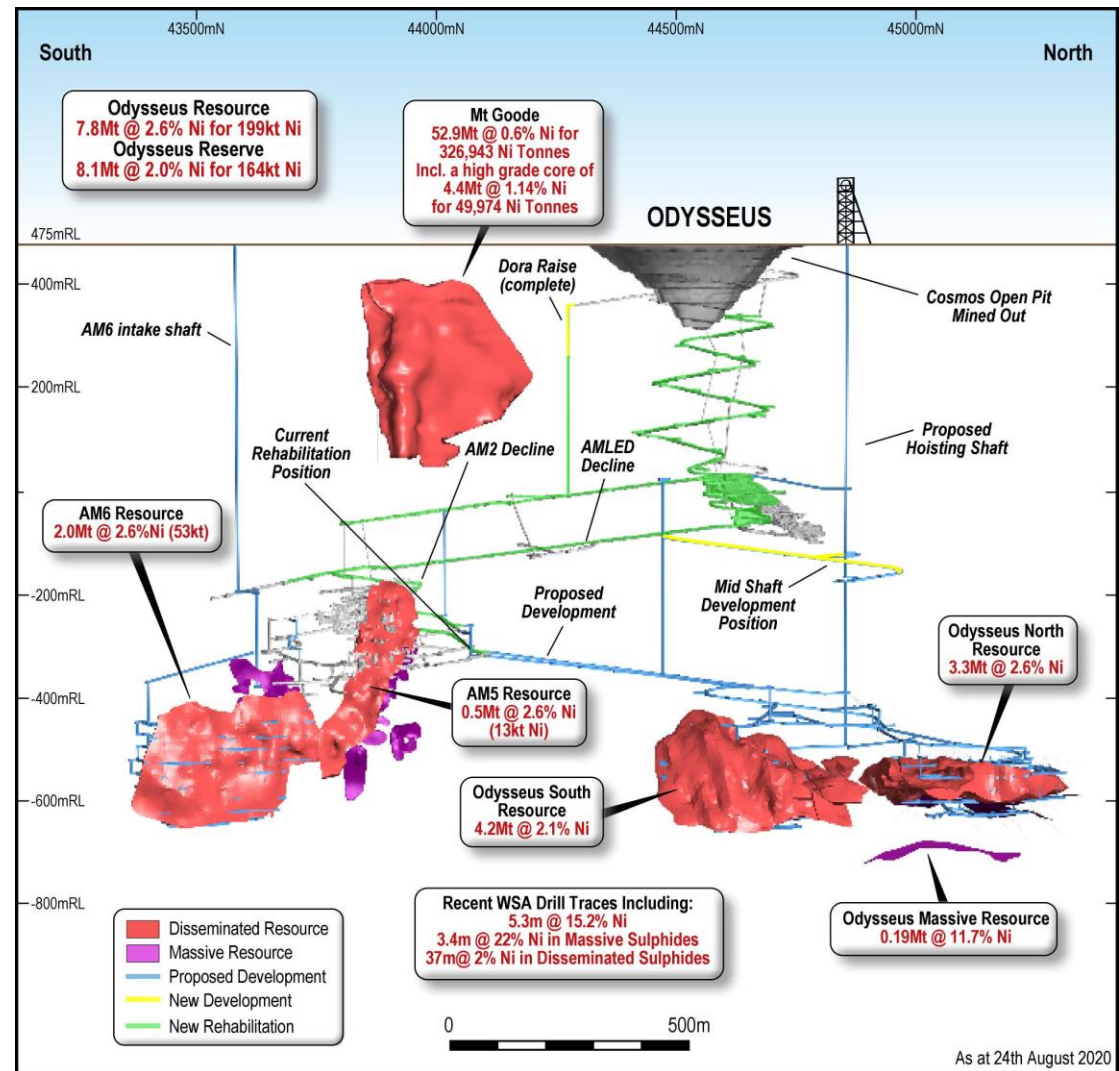 43500mN
44000mN
44500mN
45000mN
South
North
Odysseus Resource
7.8Mt @ 2.6% Ni for 199kt Ni
Odysseus Reserve
8.1Mt @ 2.0% Ni for 164kt Ni
Mt Goode
52.9Mt @ 0.6% Ni for
326,943 Ni Tonnes
Incl. a high grade core of
4.4Mt @ 1.14% Ni
for 49,974 Ni Tonnes
ODYSSEUS
475mRL
400mRL
200mRL
-200mRL
-400mRL
-600mRL
-800mRL
AM6 intake shaft
Dora Raise
(complete)
Cosmos Open Pit
Mined Out
Current
Rehabilitation
Position
AM2 Decline
AMLED
Decline
Proposed
Hoisting Shaft
AM6 Resource
2.0Mt @ 2.6%Ni (53kt)
Proposed
Development
Mid Shaft
Development
Position
Odysseus North
Resource
3.3Mt @ 2.6% Ni
AM5 Resource
0.5Mt @ 2.6% Ni
(13kt Ni)
Odysseus South
Resource
4.2Mt @ 2.1% Ni
Odysseus Massive Resource
0.19Mt @ 11.7% Ni
Recent WSA Drill Traces Including:
5.3m @ 15.2% Ni
3.4m @ 22% Ni in Massive Sulphides
37m@ 2% Ni in Disseminated Sulphides
Disseminated Resource
Massive Resource
Proposed Development
New Development
New Rehabilitation
0
500m
As at 24th August 2020